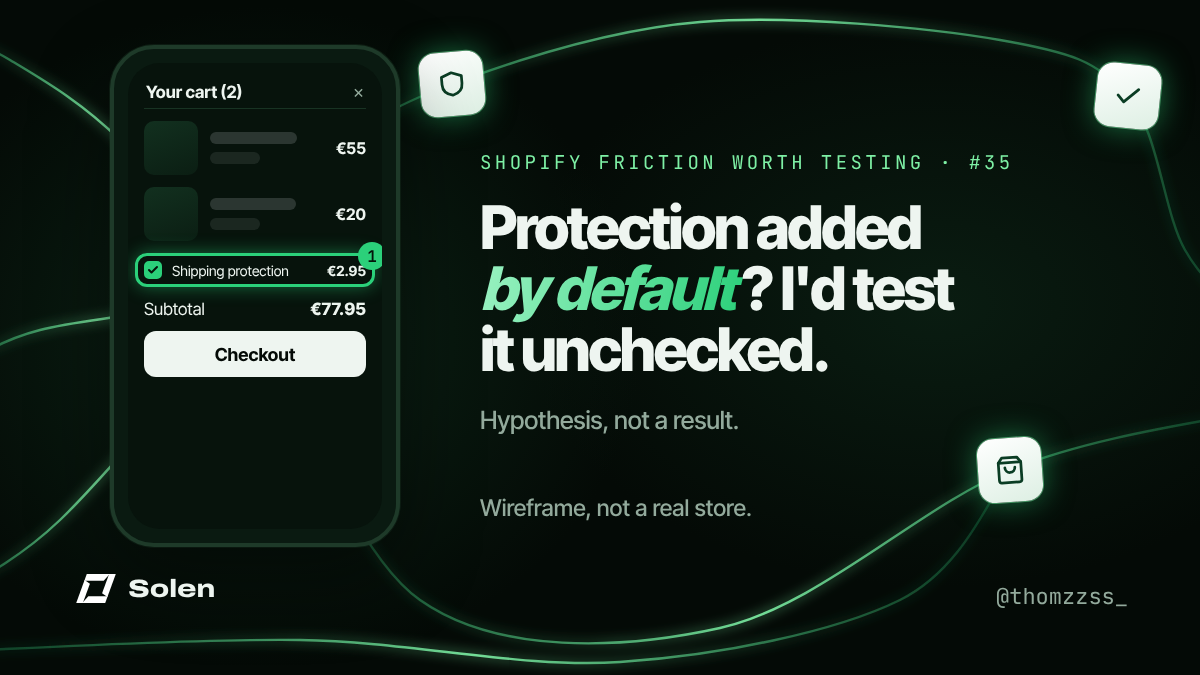 Your cart (2) ×
€55
€20
1
Shipping protection €2.95
Subtotal €77.95
Checkout
SHOPIFY FRICTION WORTH TESTING · #35
Protection added
by default? I'd test
it unchecked.
Hypothesis, not a result.
Wireframe, not a real store.
Solen
@thomzzss_